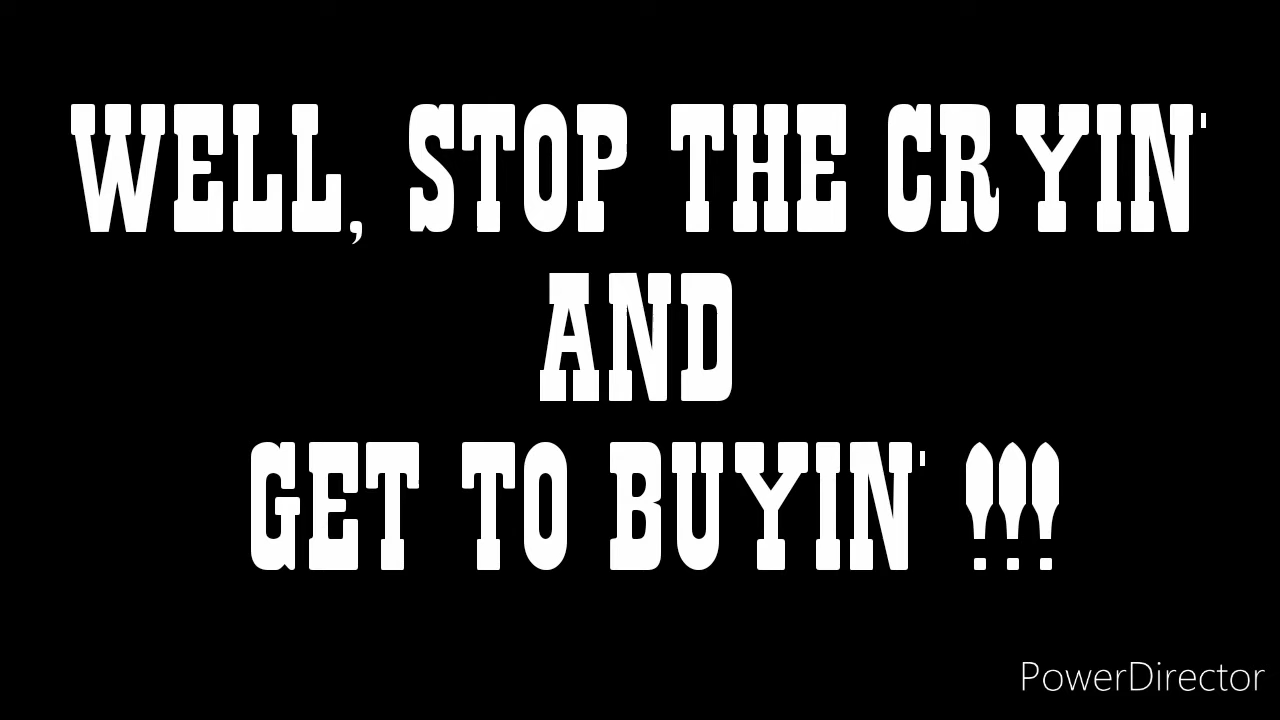 WELL, STOP THE CRYIN'
AND
GET TO BUYIN' !!!
PowerDirector